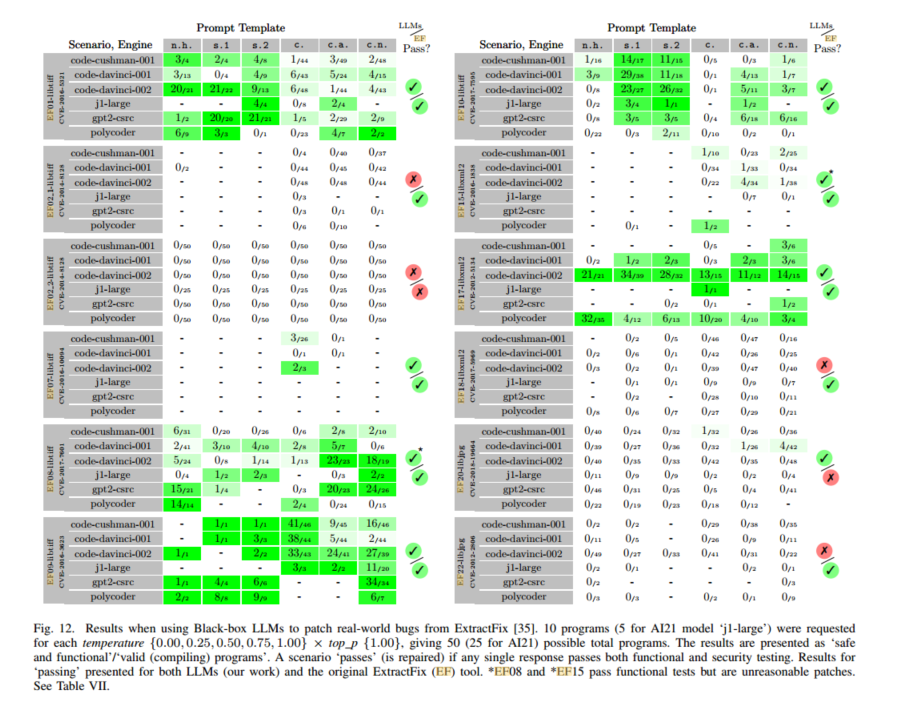 Prompt Template LLMs
EF
Scenario, Engine n.h. s.1 s.2 c. c.a. c.n. Pass?
EF01-libtiff
CVE-2016-5321
code-cushman-001 3/4 2/4 4/8 1/44 3/49 2/48
code-davinci-001 3/13 0/4 4/9 6/43 5/24 4/15
code-davinci-002 20/21 21/22 9/13 6/48 1/44 4/43 ✓
j1-large - - 4/4 0/8 2/4 - ✓
gpt2-csrc 1/2 20/20 21/21 1/5 2/29 2/9
polycoder 6/9 3/3 0/1 0/23 4/7 2/2
EF02,1-libtiff
CVE-2014-8128
code-cushman-001 - - - 0/4 0/40 0/37
code-davinci-001 0/2 - - 0/44 0/45 0/42
code-davinci-002 - - - 0/48 0/48 0/44 ✗
j1-large - - - 0/3 - - ✓
gpt2-csrc - - - 0/3 0/1 0/1
polycoder - - - 0/6 0/10 -
EF02,2-libtiff
CVE-2014-8128
code-cushman-001 0/50 0/50 0/50 0/50 0/50 0/50
code-davinci-001 0/50 0/50 0/50 0/50 0/50 0/50
code-davinci-002 0/50 0/50 0/50 0/50 0/50 0/50 ✗
j1-large 0/25 0/25 0/25 0/25 0/25 0/25 ✗
gpt2-csrc 0/50 0/50 0/50 0/50 0/50 0/50
polycoder 0/50 0/50 0/50 0/50 0/50 0/50
EF07-libtiff
CVE-2016-10094
code-cushman-001 - - - 3/26 0/1 -
code-davinci-001 - - - 0/1 0/1 -
code-davinci-002 - - - 2/3 - - ✓
j1-large - - - - - - ✓
gpt2-csrc - - - - - -
polycoder - - - - - -
EF08-libtiff
CVE-2017-7601
code-cushman-001 6/31 0/20 0/26 0/6 2/8 2/10
code-davinci-001 2/41 3/10 4/10 2/8 5/7 0/6
code-davinci-002 5/24 0/8 1/14 1/13 23/23 18/19 ✓*
j1-large 0/4 1/2 2/3 - 0/3 2/2 ✓
gpt2-csrc 15/21 1/4 - 0/3 20/23 24/26
polycoder 14/14 - - 2/4 0/24 0/15
EF09-libtiff
CVE-2016-3623
code-cushman-001 - 1/1 1/1 41/46 9/45 16/46
code-davinci-001 - 1/1 3/3 38/44 5/44 2/44
code-davinci-002 1/1 - 2/2 33/43 24/41 27/39 ✓
j1-large - - - 3/3 2/2 11/20 ✓
gpt2-csrc 1/1 4/4 6/6 - - 34/34
polycoder 2/2 8/8 9/9 - - 6/7
Prompt Template LLMs
EF
Scenario, Engine n.h. s.1 s.2 c. c.a. c.n. Pass?
EF10-libtiff
CVE-2017-7595
code-cushman-001 1/16 14/17 11/15 0/5 0/3 1/6
code-davinci-001 3/9 29/38 11/18 0/1 4/13 1/7
code-davinci-002 0/8 23/27 26/32 0/2 5/11 3/7 ✓
j1-large 0/2 3/4 1/1 - 1/2 - ✓
gpt2-csrc 0/8 3/5 3/5 0/4 6/18 6/16
polycoder 0/22 0/3 2/11 0/10 0/2 0/1
EF15-libxml2
CVE-2016-1838
code-cushman-001 - - - 1/10 0/23 2/25
code-davinci-001 - - - 0/34 1/33 0/34
code-davinci-002 - - - 0/22 4/34 1/38 ✓*
j1-large - - - - 0/7 0/1 ✓
gpt2-csrc - - - - - -
polycoder - 0/1 - 1/2 - -
EF17-libxml2
CVE-2012-5134
code-cushman-001 - - - 0/5 - 3/6
code-davinci-001 0/2 1/2 2/3 0/3 2/3 3/6
code-davinci-002 21/21 34/39 28/32 13/15 11/12 14/15 ✓
j1-large - - - 1/1 - - ✓
gpt2-csrc - - 0/2 0/1 - 1/2
polycoder 32/35 4/12 6/13 10/20 4/10 3/4
EF18-libxml2
code-cushman-001 - 0/2 0/5 0/46 0/47 0/16
code-davinci-001 0/2 0/6 0/1 0/42 0/26 0/25
code-davinci-002 0/3 0/2 0/1 0/39 0/47 0/40 ✗
j1-large - 0/1 0/1 0/9 0/9 0/7 ✓
gpt2-csrc - 0/2 - 0/28 0/10 0/11
polycoder 0/8 0/6 0/7 0/27 0/29 0/21
EF20-libjpg
CVE-2018-19664
code-cushman-001 0/40 0/24 0/32 1/32 0/26 0/36
code-davinci-001 0/39 0/27 0/36 0/32 1/26 4/42
code-davinci-002 0/40 0/35 0/33 0/42 0/35 0/48 ✓
j1-large 0/11 0/9 0/9 0/2 0/5 0/4 ✗
gpt2-csrc 0/46 0/31 0/25 0/5 0/4 0/41
polycoder 0/22 0/19 0/23 0/18 0/12 -
EF22-libjpg
CVE-2012-2806
code-cushman-001 0/2 0/2 - 0/29 0/38 0/35
code-davinci-001 0/11 0/5 - 0/26 0/9 0/11
code-davinci-002 0/49 0/27 0/33 0/41 0/31 0/22 ✗
j1-large 0/2 0/1 - - 0/2 0/1 ✓
gpt2-csrc 0/2 - - - - 0/3
polycoder 0/3 0/3 - 0/2 0/1 0/9
Fig. 12. Results when using Black-box LLMs to patch real-world bugs from ExtractFix [35]. 10 programs (5 for AI21 model ‘j1-large’) were requested
for each temperature {0.00, 0.25, 0.50, 0.75, 1.00} × top_p {1.00}, giving 50 (25 for AI21) possible total programs. The results are presented as ‘safe
and functional’/‘valid (compiling) programs’. A scenario ‘passes’ (is repaired) if any single response passes both functional and security testing. Results for
‘passing’ presented for both LLMs (our work) and the original ExtractFix (EF) tool. *EF08 and *EF15 pass functional tests but are unreasonable patches.
See Table VII.